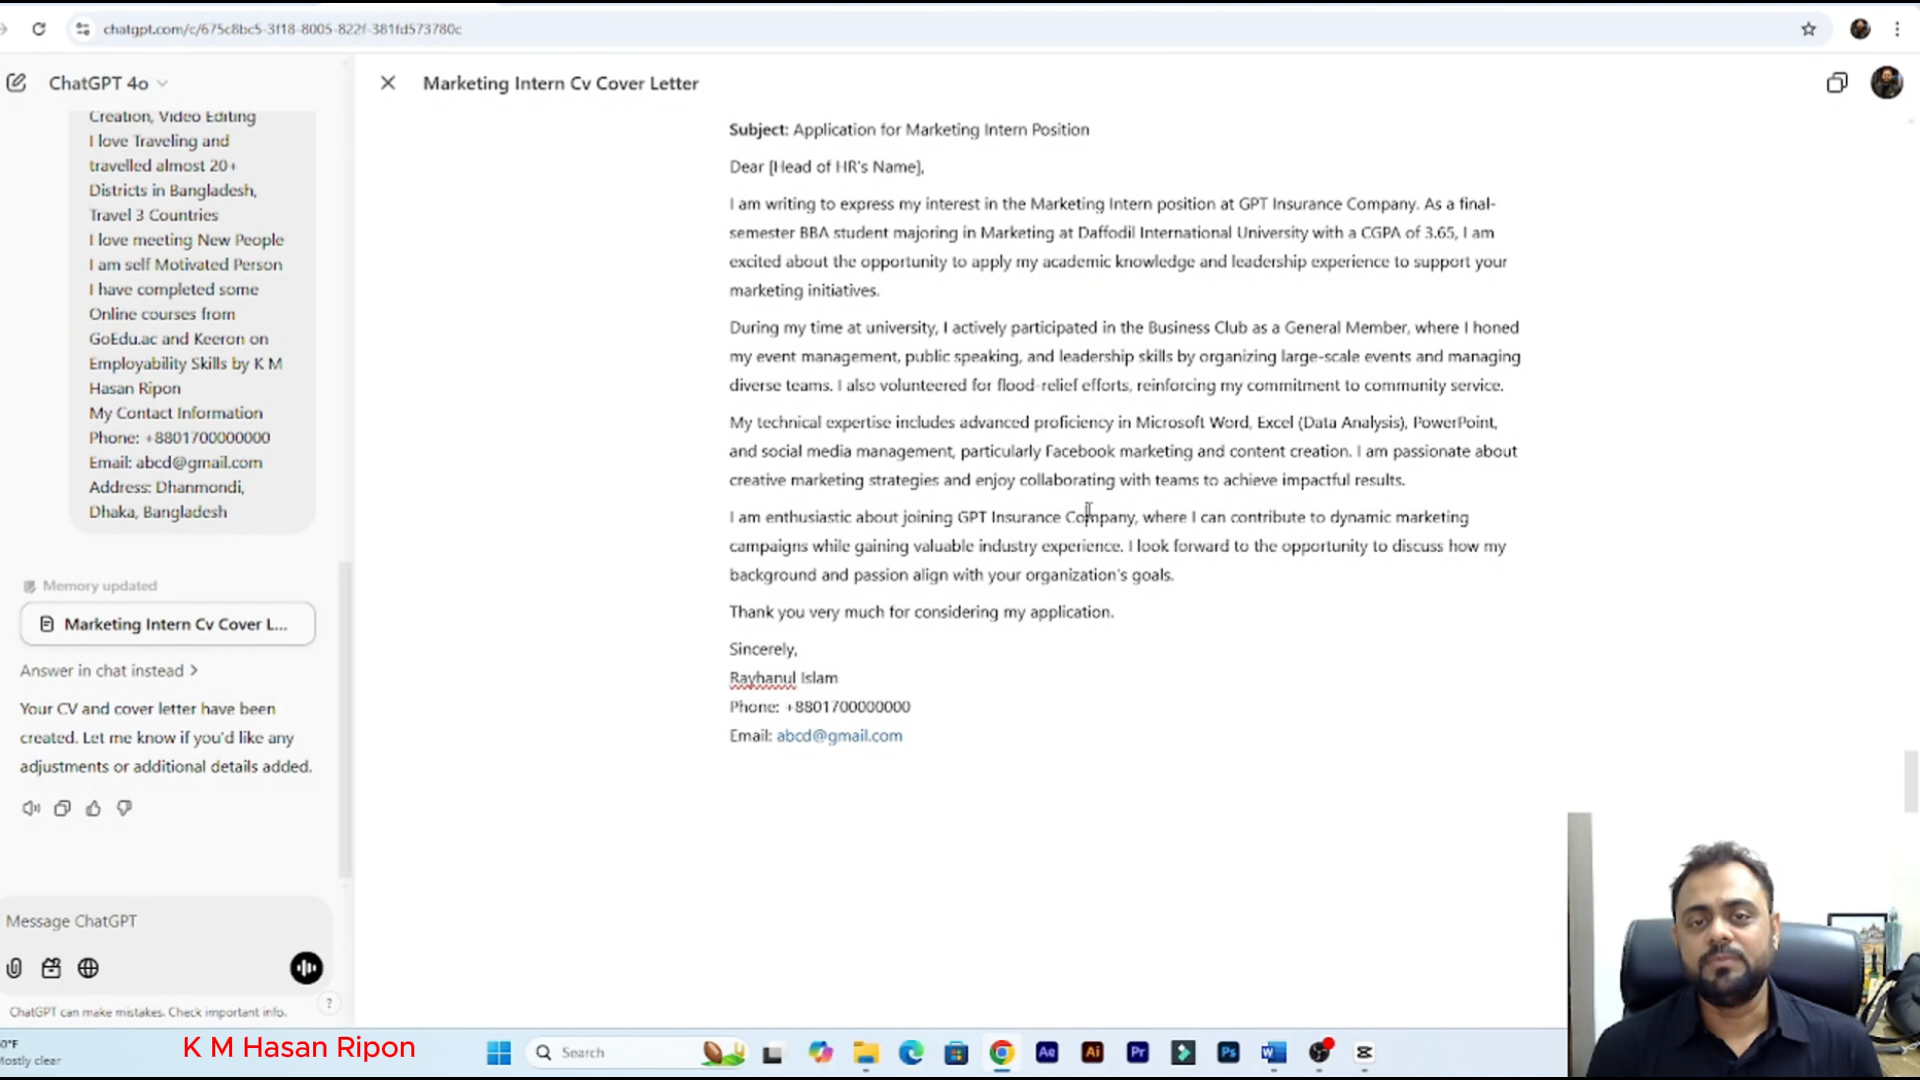 chatgpt.com/c/675c8bc5-3f18-8005-822f-381fd573780c
ChatGPT 4o
Marketing Intern Cv Cover Letter
Creation, Video Editing
I love Traveling and
travelled almost 20+
Districts in Bangladesh,
Travel 3 Countries
I love meeting New People
I am self Motivated Person
I have completed some
Online courses from
GoEdu.ac and Keeron on
Employability Skills by K M
Hasan Ripon
My Contact Information
Phone: +8801700000000
Email: abcd@gmail.com
Address: Dhanmondi,
Dhaka, Bangladesh
Memory updated
Marketing Intern Cv Cover L...
Answer in chat instead >
Your CV and cover letter have been
created. Let me know if you'd like any
adjustments or additional details added.
Message ChatGPT
?
ChatGPT can make mistakes. Check important info.
Subject: Application for Marketing Intern Position
Dear [Head of HR's Name],
I am writing to express my interest in the Marketing Intern position at GPT Insurance Company. As a final-
semester BBA student majoring in Marketing at Daffodil International University with a CGPA of 3.65, I am
excited about the opportunity to apply my academic knowledge and leadership experience to support your
marketing initiatives.
During my time at university, I actively participated in the Business Club as a General Member, where I honed
my event management, public speaking, and leadership skills by organizing large-scale events and managing
diverse teams. I also volunteered for flood-relief efforts, reinforcing my commitment to community service.
My technical expertise includes advanced proficiency in Microsoft Word, Excel (Data Analysis), PowerPoint,
and social media management, particularly Facebook marketing and content creation. I am passionate about
creative marketing strategies and enjoy collaborating with teams to achieve impactful results.
I am enthusiastic about joining GPT Insurance Company, where I can contribute to dynamic marketing
campaigns while gaining valuable industry experience. I look forward to the opportunity to discuss how my
background and passion align with your organization's goals.
Thank you very much for considering my application.
Sincerely,
Rayhanul Islam
Phone: +8801700000000
Email: abcd@gmail.com
0°F
Mostly clear
K M Hasan Ripon
Search
Ae
Ai
Pr
Ps
W